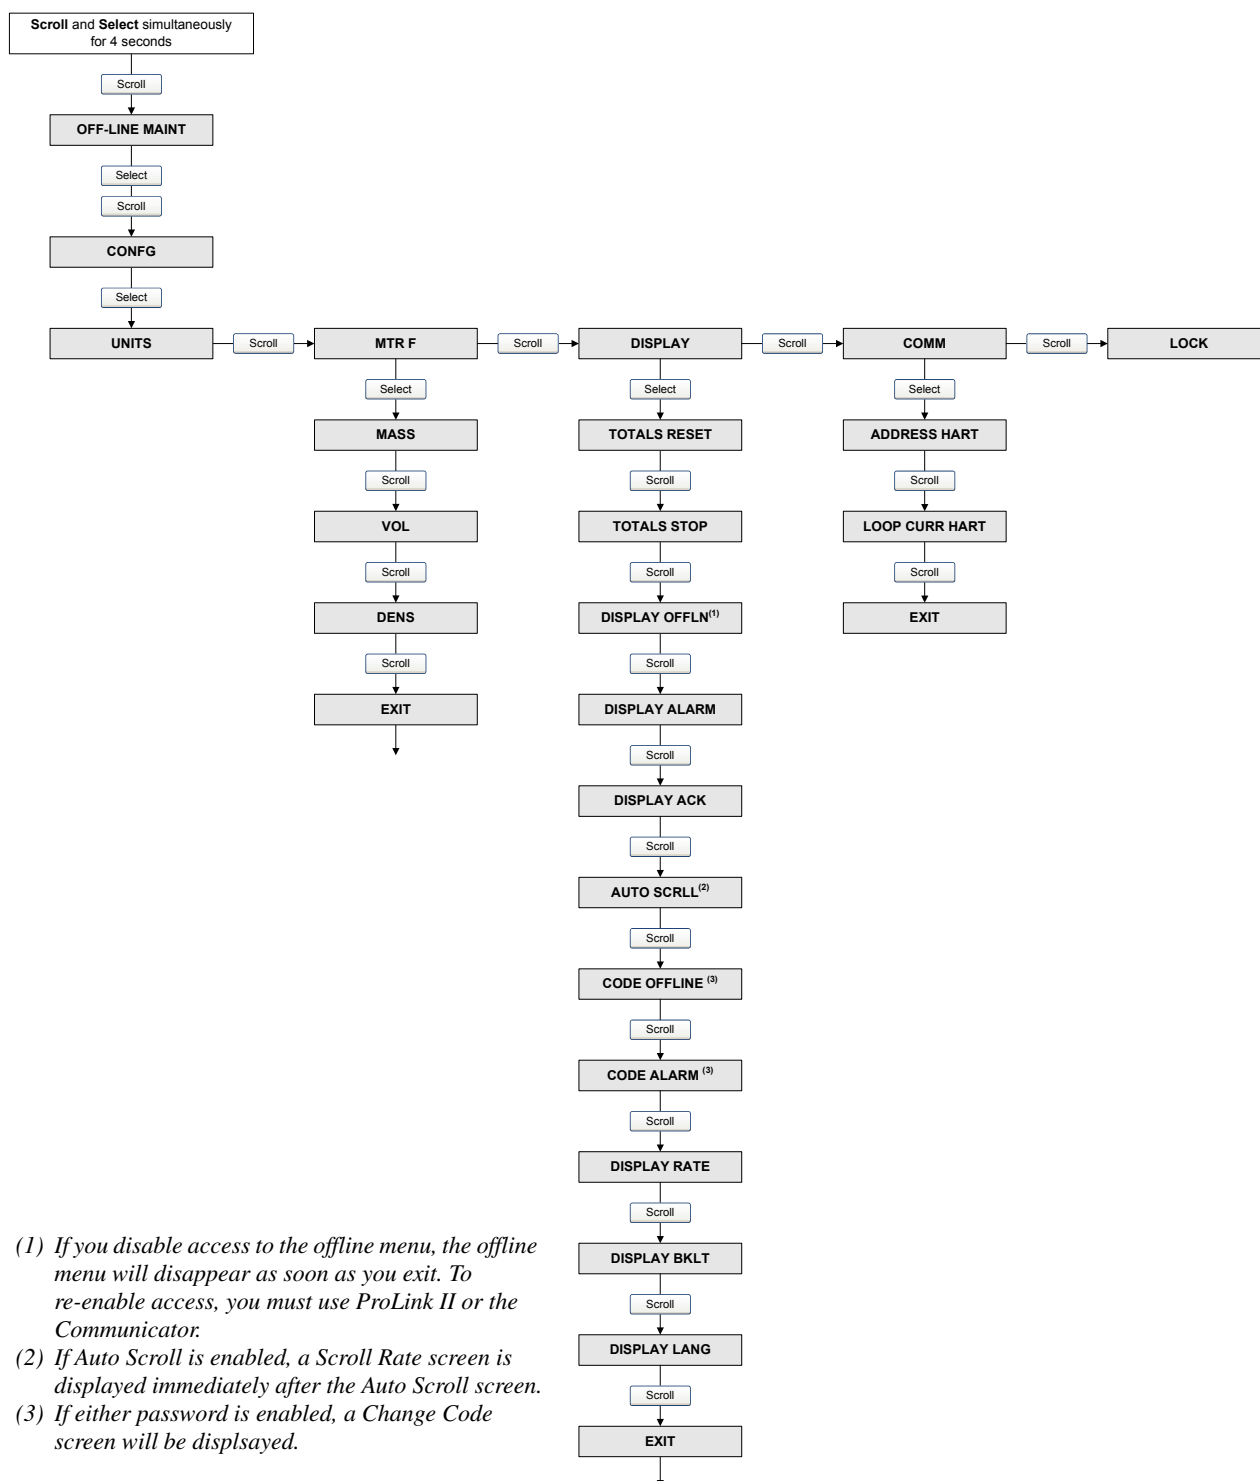 Scroll and Select simultaneously
for 4 seconds
Scroll
OFF-LINE MAINT
Select
Scroll
CONFG
Select
UNITS
Scroll
MTR F
Scroll
DISPLAY
Scroll
COMM
Scroll
LOCK
Select
MASS
Scroll
VOL
Scroll
DENS
Scroll
EXIT
Select
TOTALS RESET
Scroll
TOTALS STOP
Scroll
DISPLAY OFFLN(1)
Scroll
DISPLAY ALARM
Scroll
DISPLAY ACK
Scroll
AUTO SCRLL(2)
Scroll
CODE OFFLINE (3)
Scroll
CODE ALARM (3)
Scroll
DISPLAY RATE
Scroll
DISPLAY BKLT
Scroll
DISPLAY LANG
Scroll
EXIT
Select
ADDRESS HART
Scroll
LOOP CURR HART
Scroll
EXIT
(1) If you disable access to the offline menu, the offline
menu will disappear as soon as you exit. To
re-enable access, you must use ProLink II or the
Communicator.
(2) If Auto Scroll is enabled, a Scroll Rate screen is
displayed immediately after the Auto Scroll screen.
(3) If either password is enabled, a Change Code
screen will be displsayed.